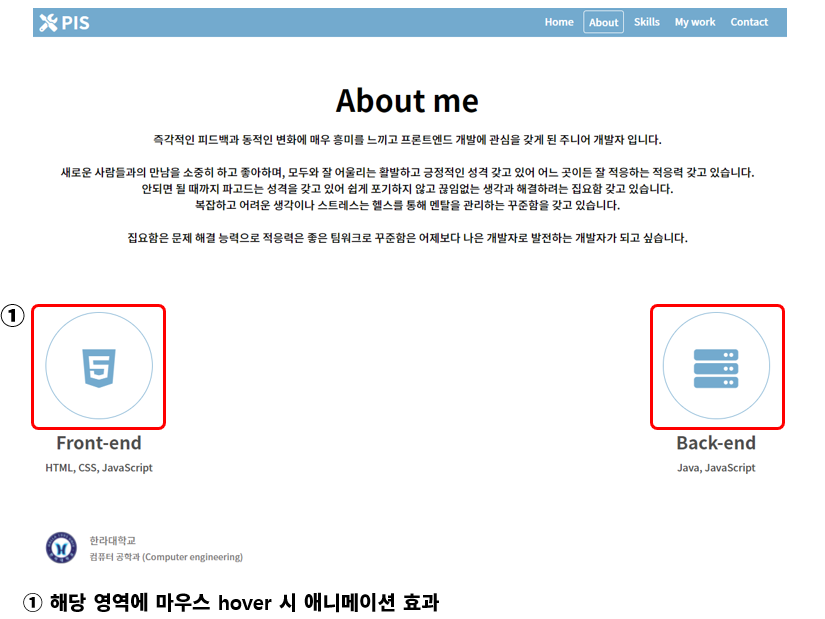 PIS
Home About Skills My work Contact
About me
즉각적인 피드백과 동적인 변화에 매우 흥미를 느끼고 프론트엔드 개발에 관심을 갖게 된 주니어 개발자 입니다.
새로운 사람들과의 만남을 소중히 하고 좋아하며, 모두와 잘 어울리는 활발하고 긍정적인 성격 갖고 있어 어느 곳이든 잘 적응하는 적응력 갖고 있습니다.
안되면 될 때까지 파고드는 성격을 갖고 있어 쉽게 포기하지 않고 끊임없는 생각과 해결하려는 집요함 갖고 있습니다.
복잡하고 어려운 생각이나 스트레스는 헬스를 통해 멘탈을 관리하는 꾸준함을 갖고 있습니다.
집요함은 문제 해결 능력으로 적응력은 좋은 팀워크로 꾸준함은 어제보다 나은 개발자로 발전하는 개발자가 되고 싶습니다.
①
Front-end
HTML, CSS, JavaScript
Back-end
Java, JavaScript
한라대학교
컴퓨터 공학과 (Computer engineering)
① 해당 영역에 마우스 hover 시 애니메이션 효과